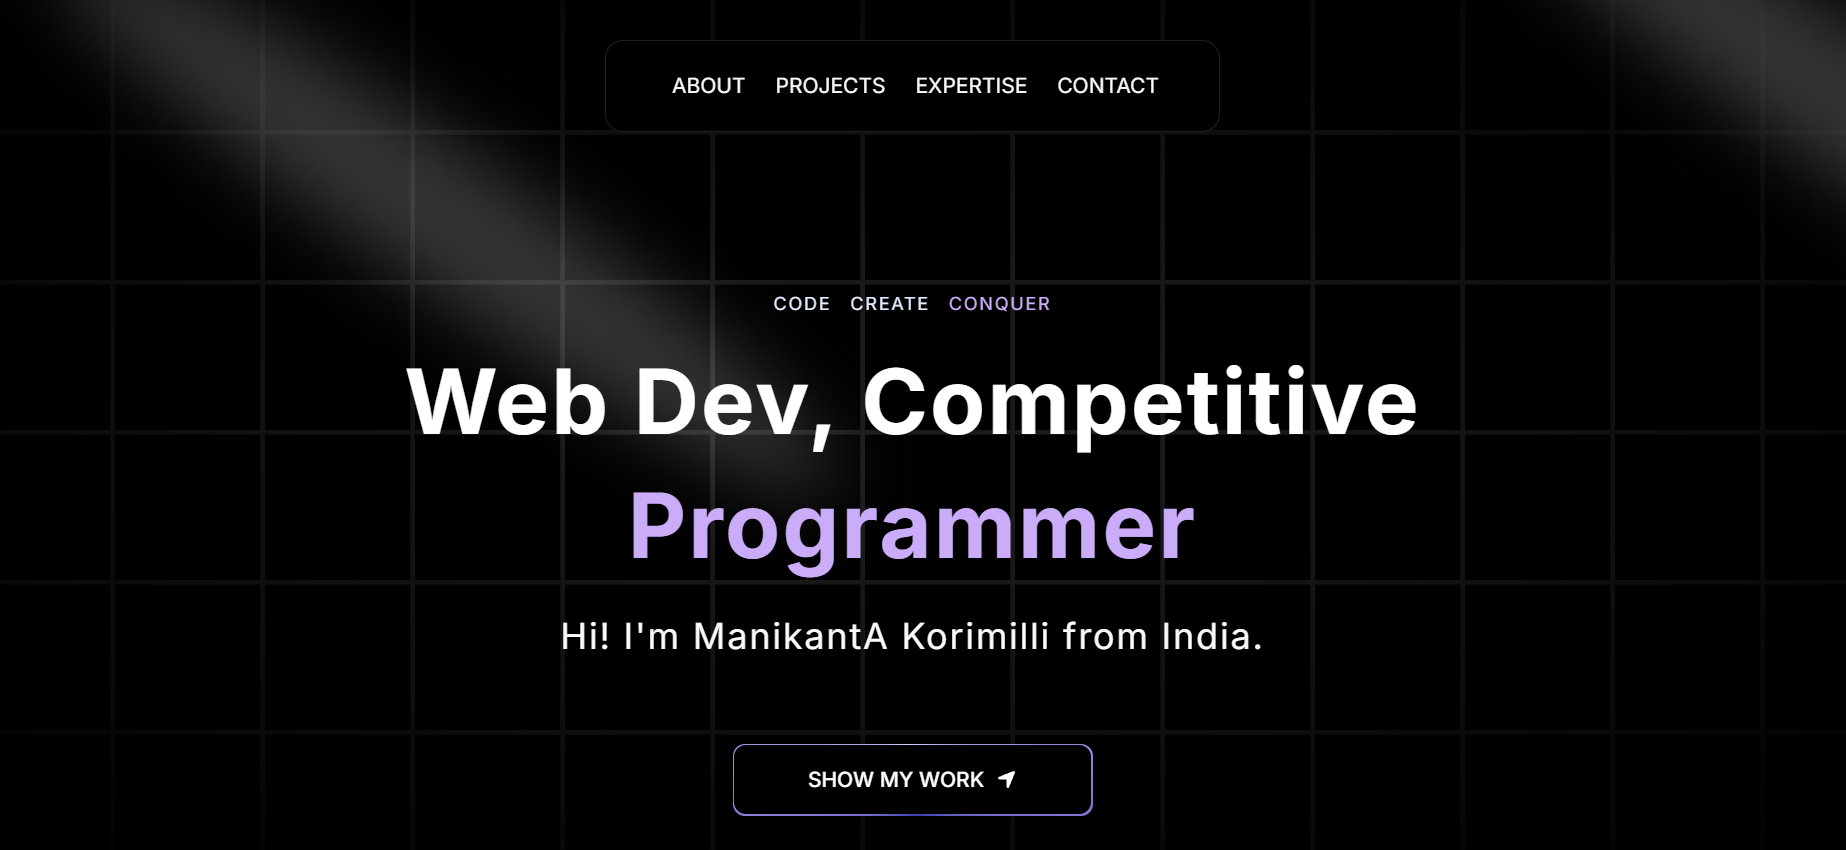 ABOUT PROJECTS EXPERTISE CONTACT
CODE CREATE CONQUER
Web Dev, Competitive
Programmer
Hi! I'm ManikantA Korimilli from India.
SHOW MY WORK